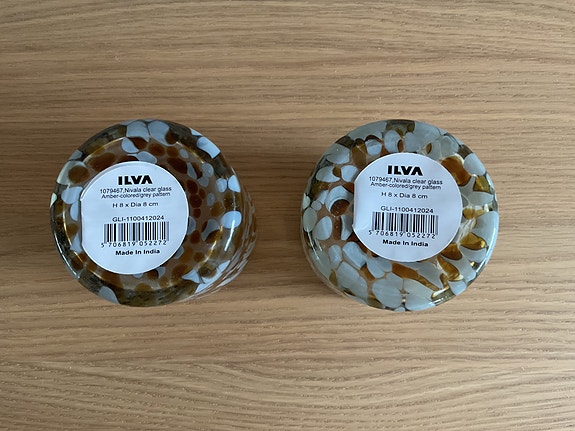 ILVA
1079467,Nivala clear glass
Amber-colored/grey pattern
H 8 x Dia 8 cm
GLI-1100412024
5 706819 052272
Made In India
ILVA
1079467,Nivala clear glass
Amber-colored/grey pattern
H 8 x Dia 8 cm
GLI-1100412024
5 706819 052272
Made In India